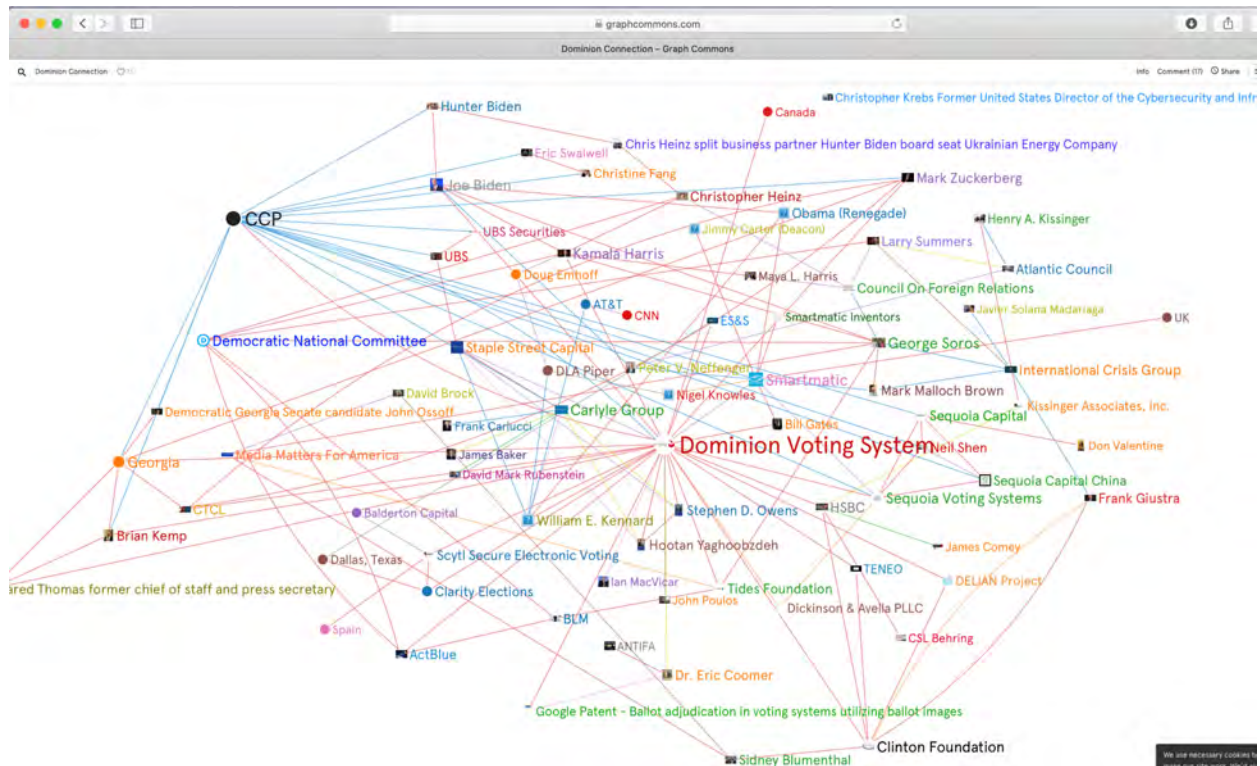 graphcommons.com
Dominion Connection – Graph Commons
Dominion Connection
Info Comment (17) Share
Hunter Biden
Christopher Krebs Former United States Director of the Cybersecurity and Infr
Canada
Chris Heinz split business partner Hunter Biden board seat Ukrainian Energy Company
Eric Swalwell
Christine Fang
Mark Zuckerberg
Joe Biden
Christopher Heinz
CCP
Obama (Renegade)
Henry A. Kissinger
UBS Securities
Jimmy Carter (Deacon)
Larry Summers
UBS
Kamala Harris
Doug Emhoff
Maya L. Harris
Atlantic Council
Council On Foreign Relations
AT&T
CNN
ES&S
Smartmatic Inventors
Javier Solana Madariaga
UK
Democratic National Committee
Staple Street Capital
George Soros
DLA Piper
Peter V. Neffenger
International Crisis Group
Smartmatic
David Brock
Nigel Knowles
Mark Malloch Brown
Kissinger Associates, inc.
Democratic Georgia Senate candidate John Ossoff
Carlyle Group
Sequoia Capital
Frank Carlucci
Bill Gates
Dominion Voting System
Neil Shen
Don Valentine
Georgia
Media Matters For America
James Baker
David Mark Rubenstein
Sequoia Capital China
Sequoia Voting Systems
Frank Giustra
CTCL
Balderton Capital
William E. Kennard
Stephen D. Owens
HSBC
Brian Kemp
Hootan Yaghoobzdeh
James Comey
Dallas, Texas
Scytl Secure Electronic Voting
TENEO
Ian MacVicar
DELIAN Project
ared Thomas former chief of staff and press secretary
Clarity Elections
Tides Foundation
John Poulos
Dickinson & Avella PLLC
Spain
BLM
CSL Behring
ActBlue
ANTIFA
Dr. Eric Coomer
Google Patent - Ballot adjudication in voting systems utilizing ballot images
Clinton Foundation
Sidney Blumenthal
We use necessary cookies to